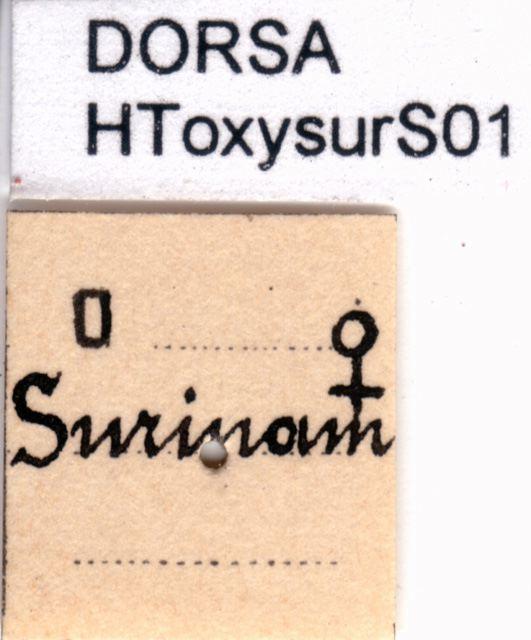 DORSA
HToxysurS01
0 ♀
Surinam